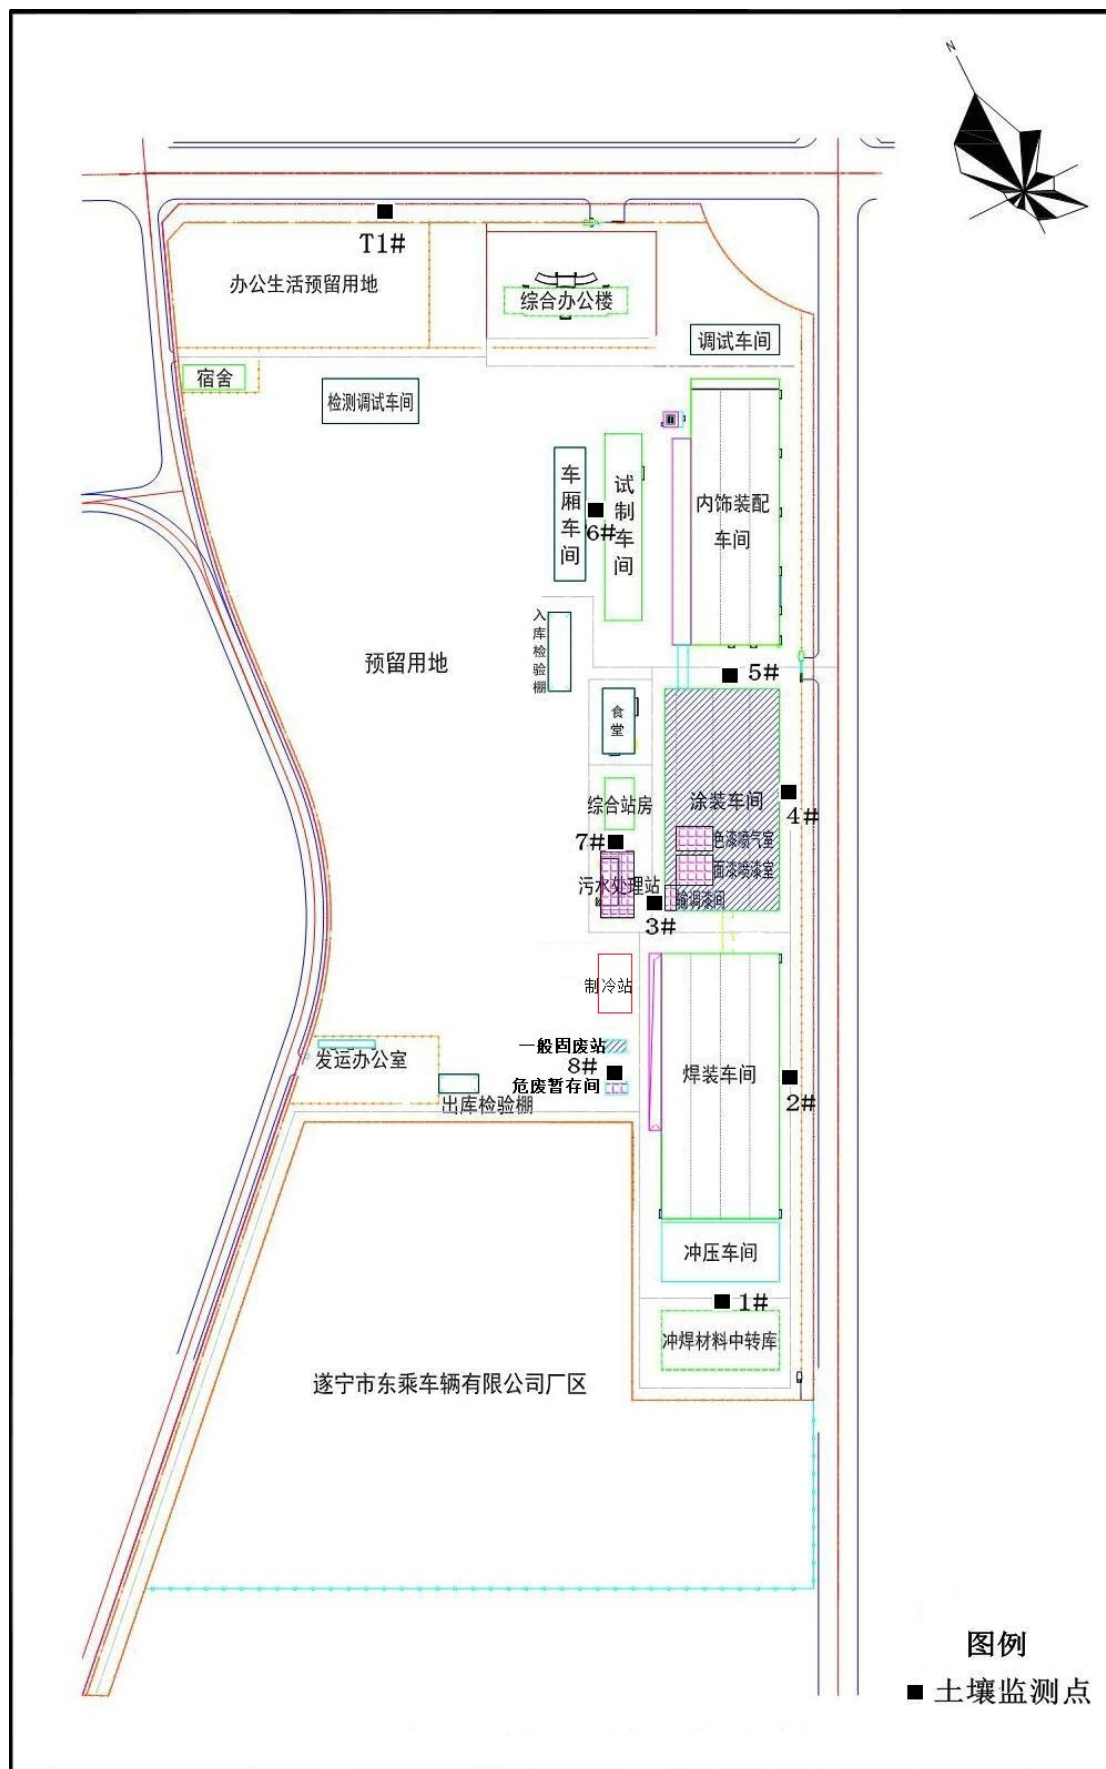 N
T1#
办公生活预留用地
综合办公楼
调试车间
宿舍
检测调试车间
车厢车间
6#
试制车间
内饰装配
车间
入库检验棚
预留用地
5#
食堂
综合站房
涂装车间
4#
7#
色漆喷气室
面漆喷漆室
污水处理站
输调漆间
3#
制冷站
一般固废站
8#
危废暂存间
发运办公室
出库检验棚
焊装车间
2#
冲压车间
1#
冲焊材料中转库
遂宁市东乘车辆有限公司厂区
图例
土壤监测点